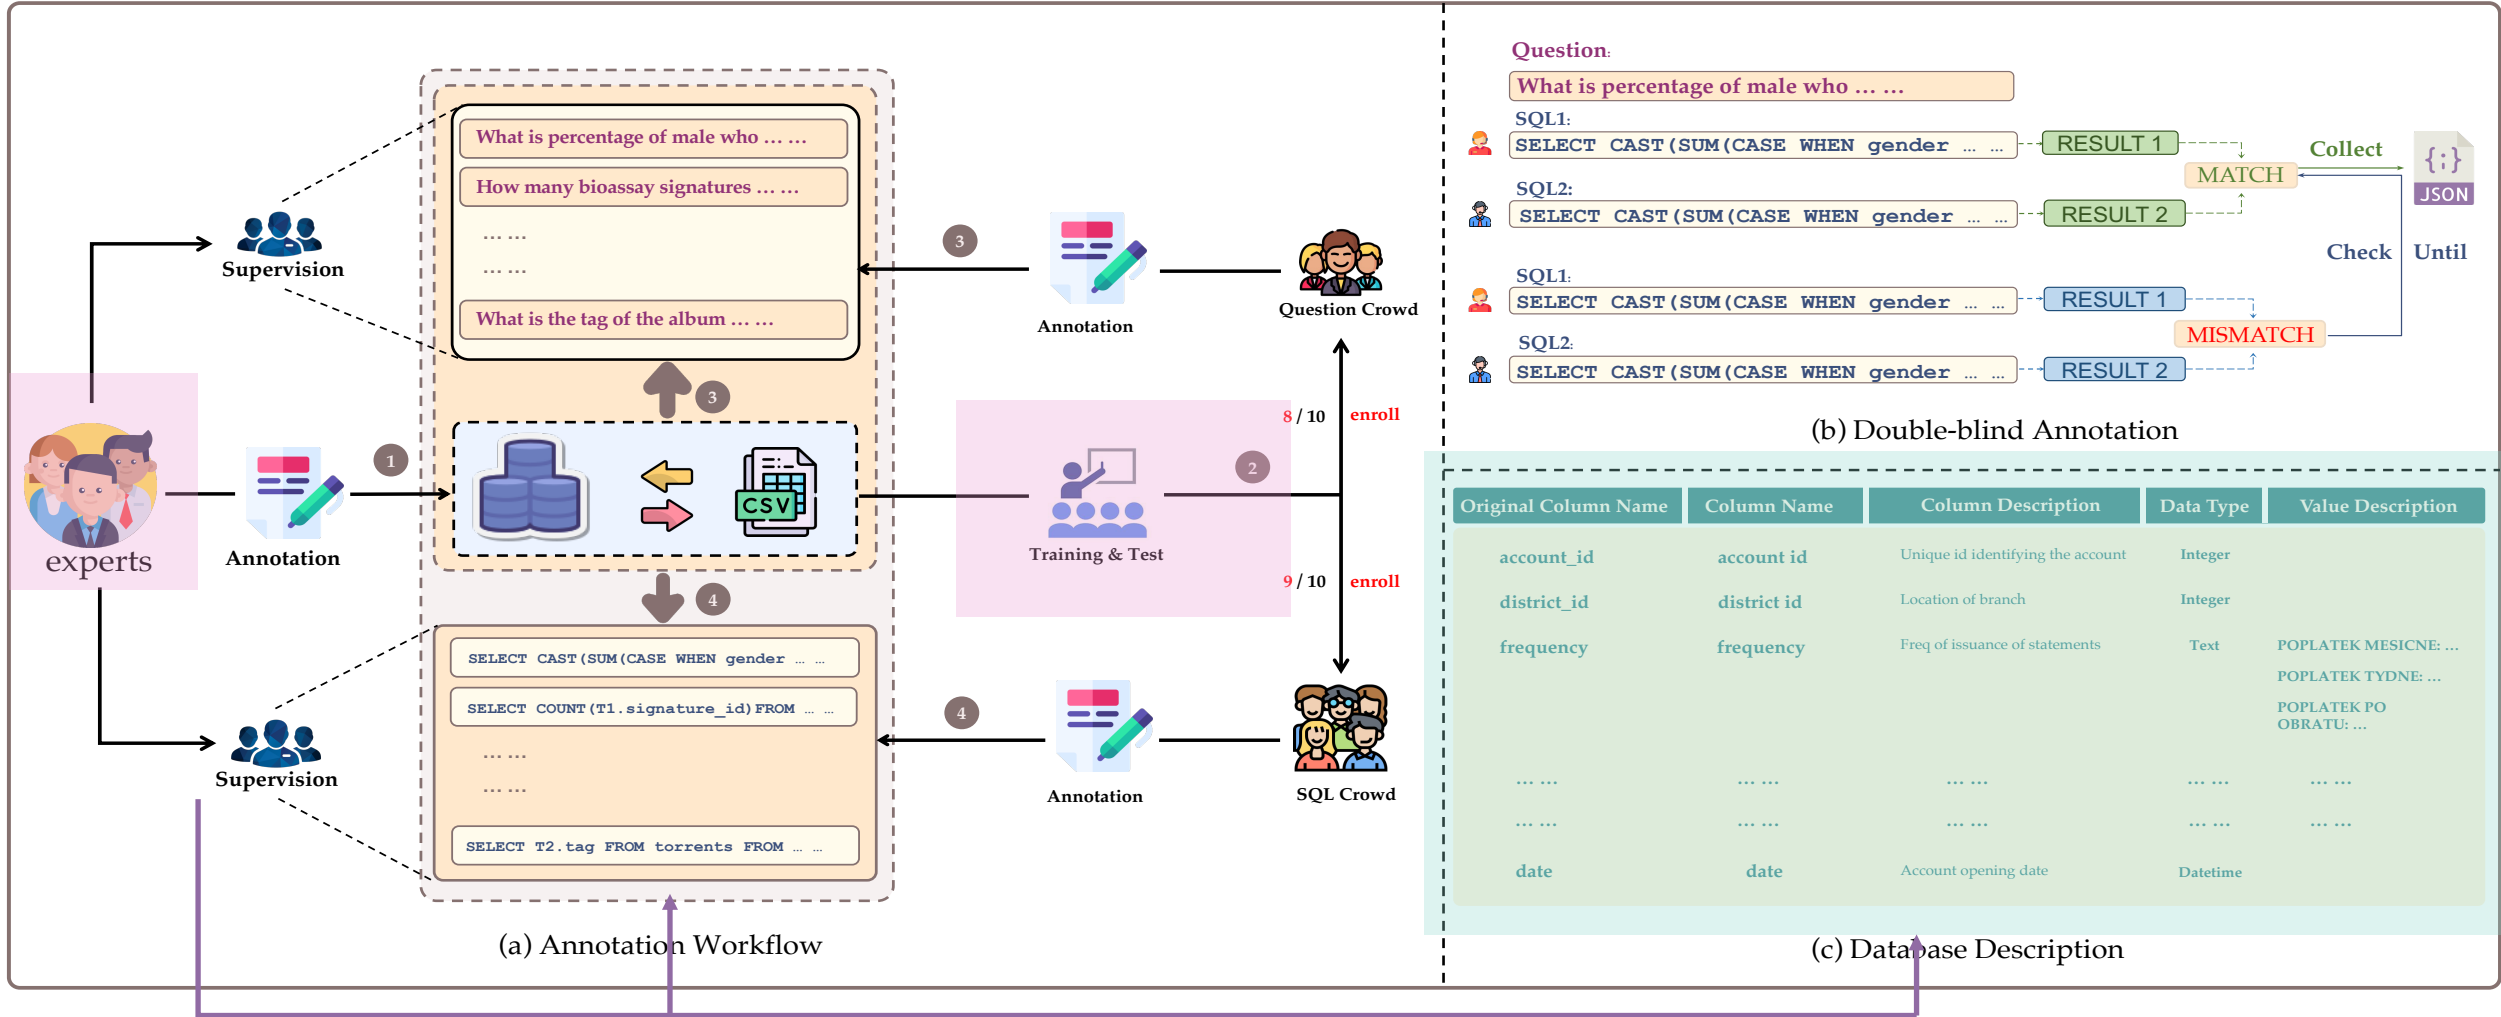 What is percentage of male who ... ...
How many bioassay signatures ... ...
... ...
... ...
What is the tag of the album ... ...
Supervision
3
Annotation
Question Crowd
experts
Annotation
1
3
CSV
4
Training & Test
2
8 / 10 enroll
9 / 10 enroll
Supervision
SELECT CAST(SUM(CASE WHEN gender ... ...
SELECT COUNT(T1.signature_id)FROM ... ...
... ...
... ...
SELECT T2.tag FROM torrents FROM ... ...
4
Annotation
SQL Crowd
(a) Annotation Workflow
Question:
What is percentage of male who ... ...
SQL1:
SELECT CAST(SUM(CASE WHEN gender ... ...
RESULT 1
SQL2:
SELECT CAST(SUM(CASE WHEN gender ... ...
RESULT 2
MATCH
Collect
{;}
JSON
Check Until
SQL1:
SELECT CAST(SUM(CASE WHEN gender ... ...
RESULT 1
SQL2:
SELECT CAST(SUM(CASE WHEN gender ... ...
RESULT 2
MISMATCH
(b) Double-blind Annotation
Original Column Name Column Name Column Description Data Type Value Description
account_id account id Unique id identifying the account Integer
district_id district id Location of branch Integer
frequency frequency Freq of issuance of statements Text POPLATEK MESICNE: ...
POPLATEK TYDNE: ...
POPLATEK PO
OBRATU: ...
... ... ... ... ... ... ... ... ... ...
... ... ... ... ... ... ... ... ... ...
date date Account opening date Datetime
(c) Database Description